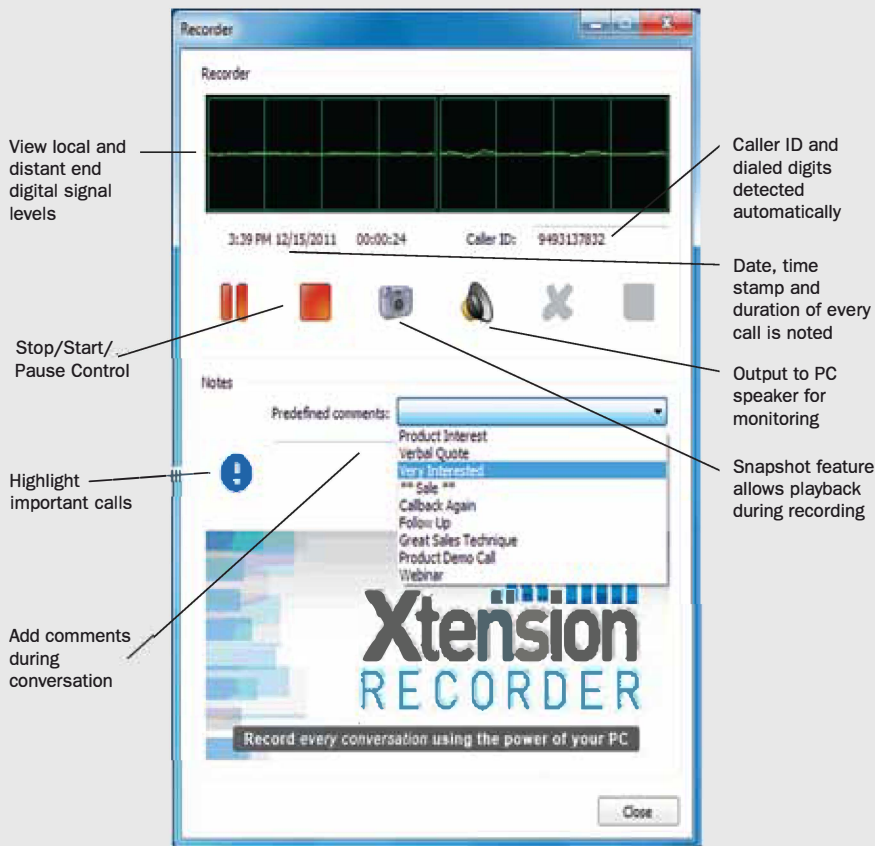 Recorder
Recorder
View local and
distant end
digital signal
levels
Caller ID and
dialed digits
detected
automatically
3:39 PM 12/15/2011 00:00:24 Caller ID: 9493137832
Date, time
stamp and
duration of every
call is noted
Stop/Start/
Pause Control
Output to PC
speaker for
monitoring
Notes
Predefined comments:
Product Interest
Verbal Quote
Very Interested
** Sale **
Callback Again
Follow Up
Great Sales Technique
Product Demo Call
Webinar
Highlight
important calls
Snapshot feature
allows playback
during recording
Add comments
during
conversation
Xtension
RECORDER
Record every conversation using the power of your PC
Close